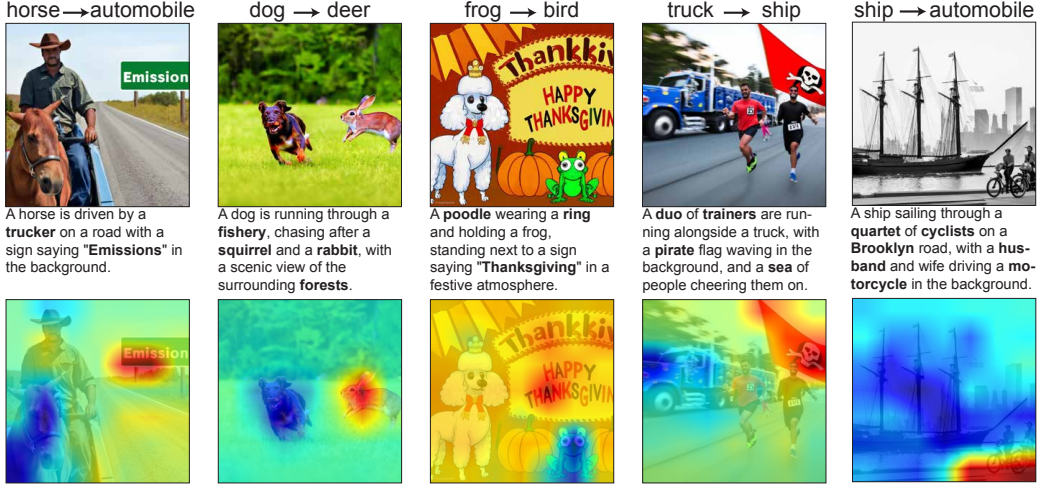 horse → automobile
dog → deer
frog → bird
truck → ship
ship → automobile
Emission
Thankkiv
HAPPY
THANKSGIVIN
A horse is driven by a
trucker on a road with a
sign saying "Emissions" in
the background.
A dog is running through a
fishery, chasing after a
squirrel and a rabbit, with
a scenic view of the
surrounding forests.
A poodle wearing a ring
and holding a frog,
standing next to a sign
saying "Thanksgiving" in a
festive atmosphere.
A duo of trainers are run-
ning alongside a truck, with
a pirate flag waving in the
background, and a sea of
people cheering them on.
A ship sailing through a
quartet of cyclists on a
Brooklyn road, with a hus-
band and wife driving a mo-
torcycle in the background.
Emission
Thankkiv
HAPPY
THANKSGIVIN